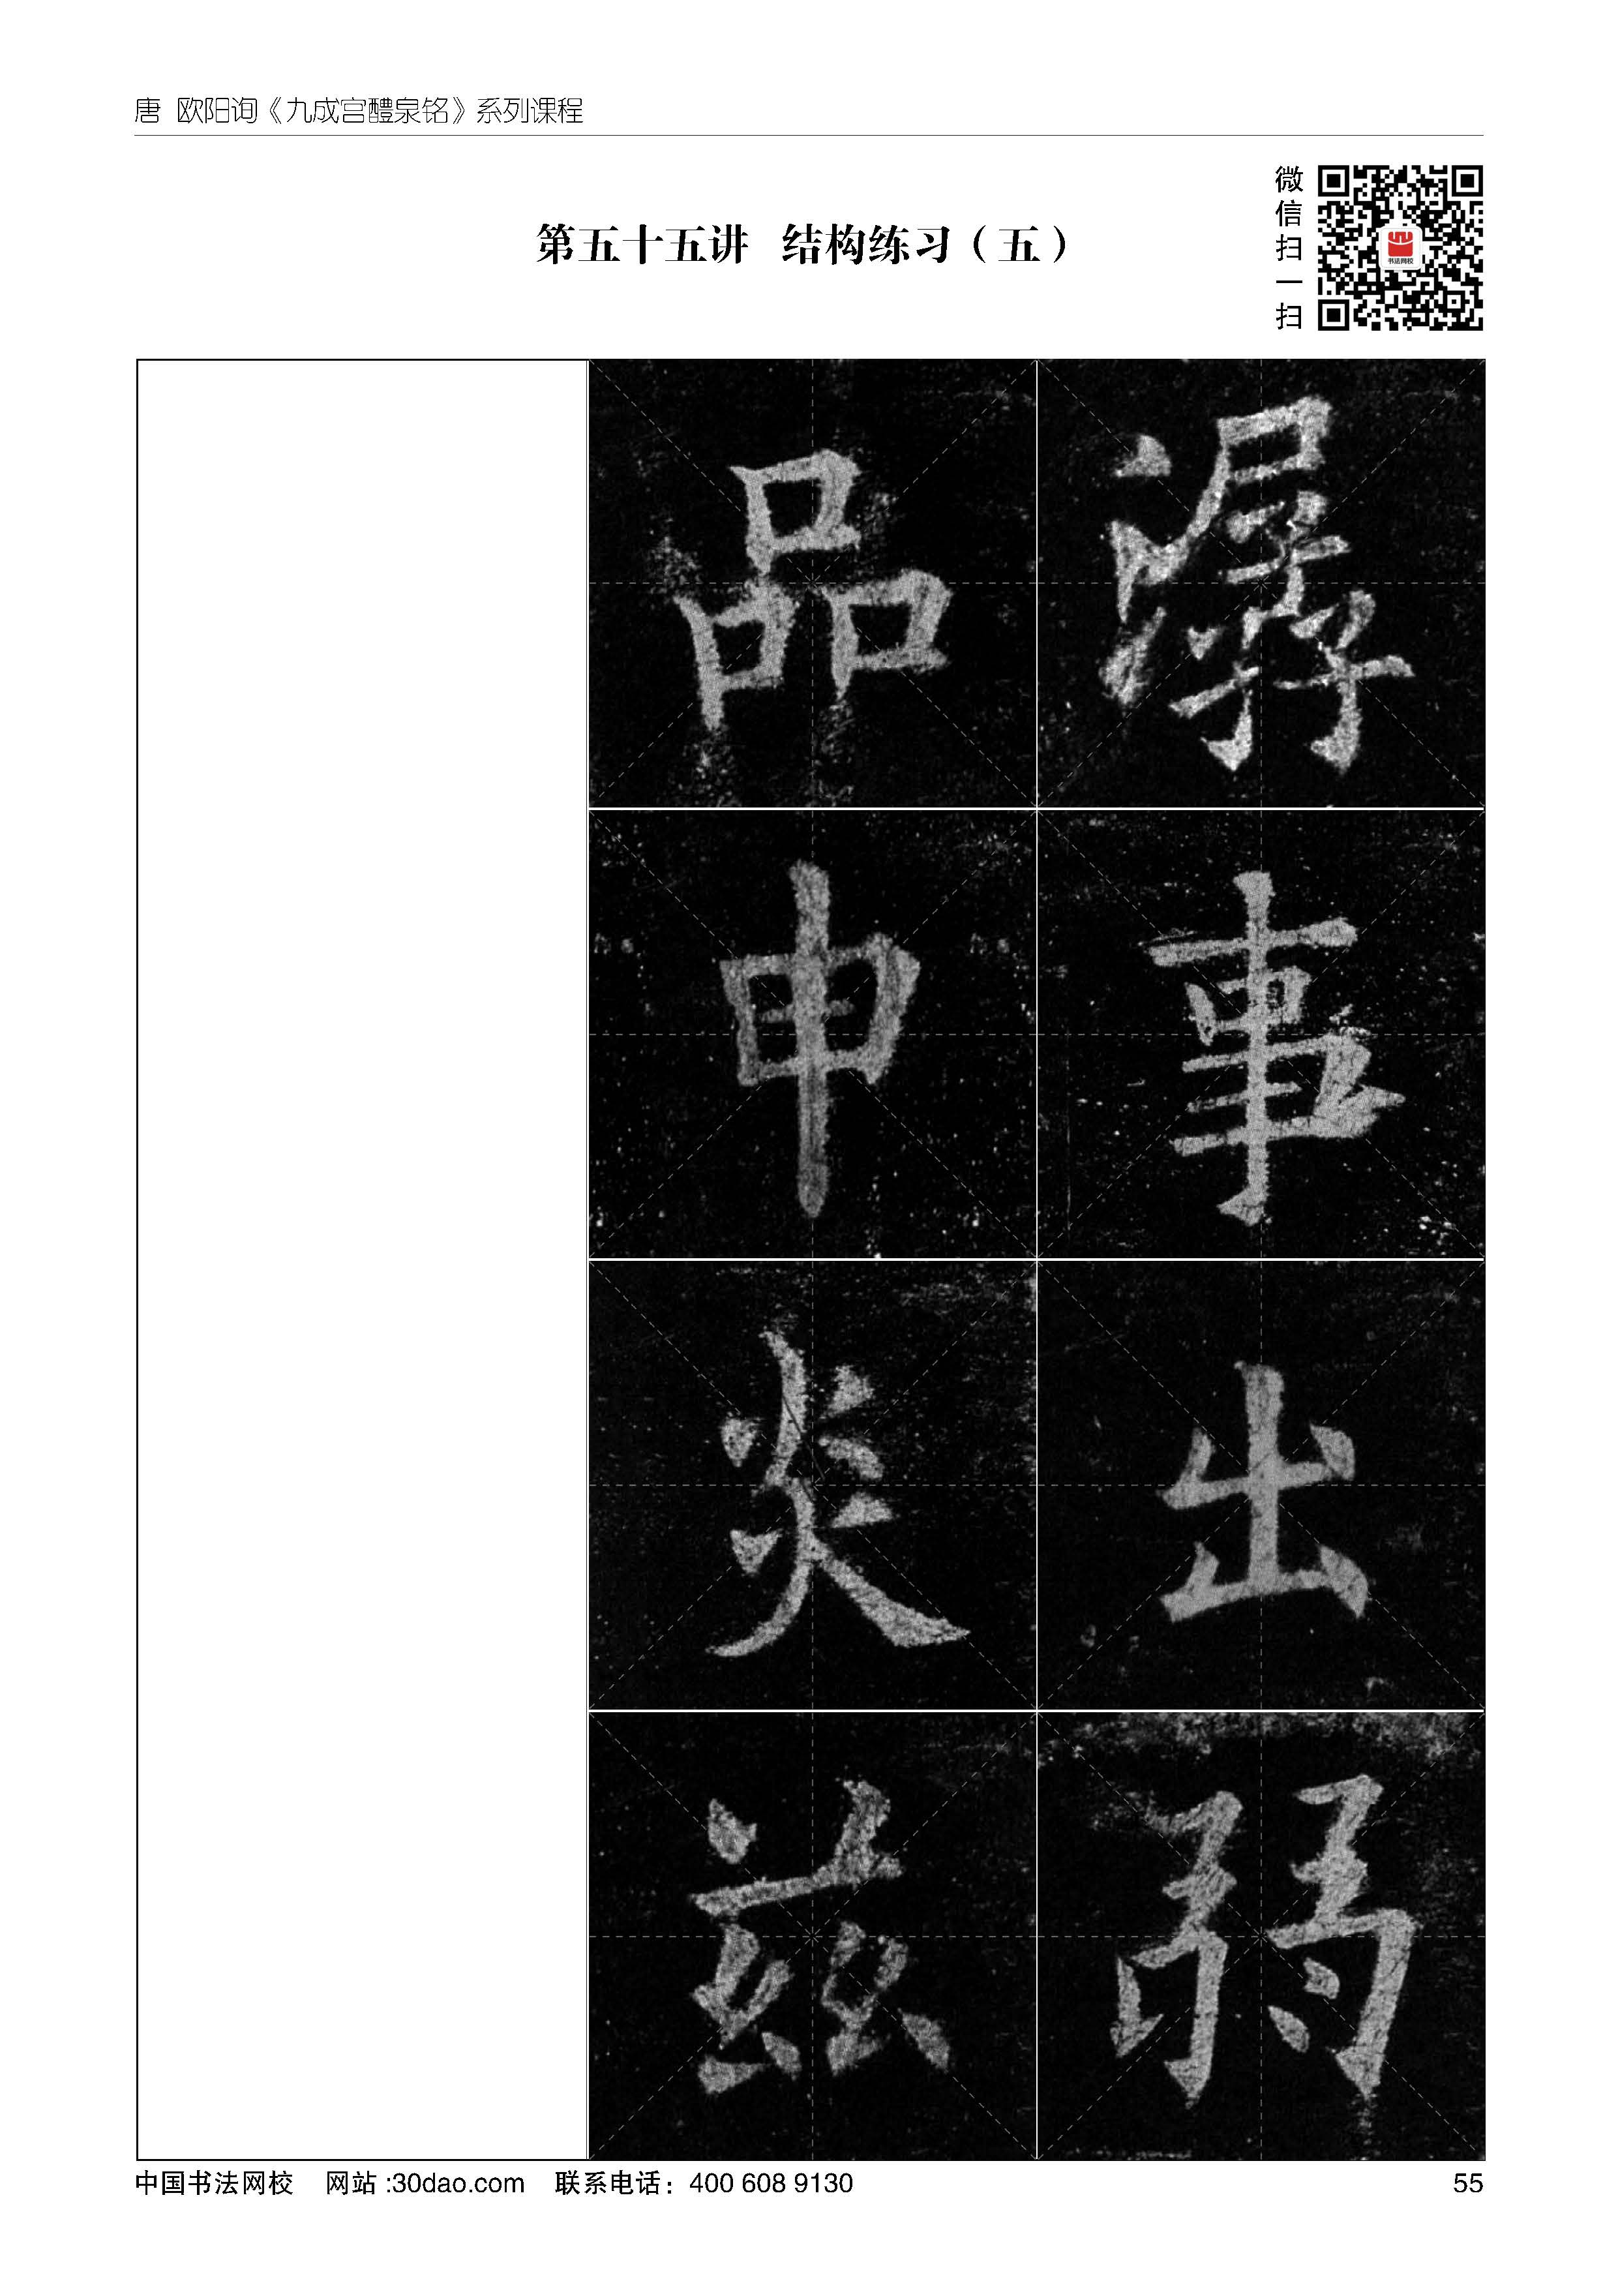 唐 欧阳询《九成宫醴泉铭》系列课程
微信扫一扫
书法网校
第五十五讲 结构练习（五）
潺事出弱
品申炎兹
中国书法网校 网站:30dao.com 联系电话：400 608 9130
55